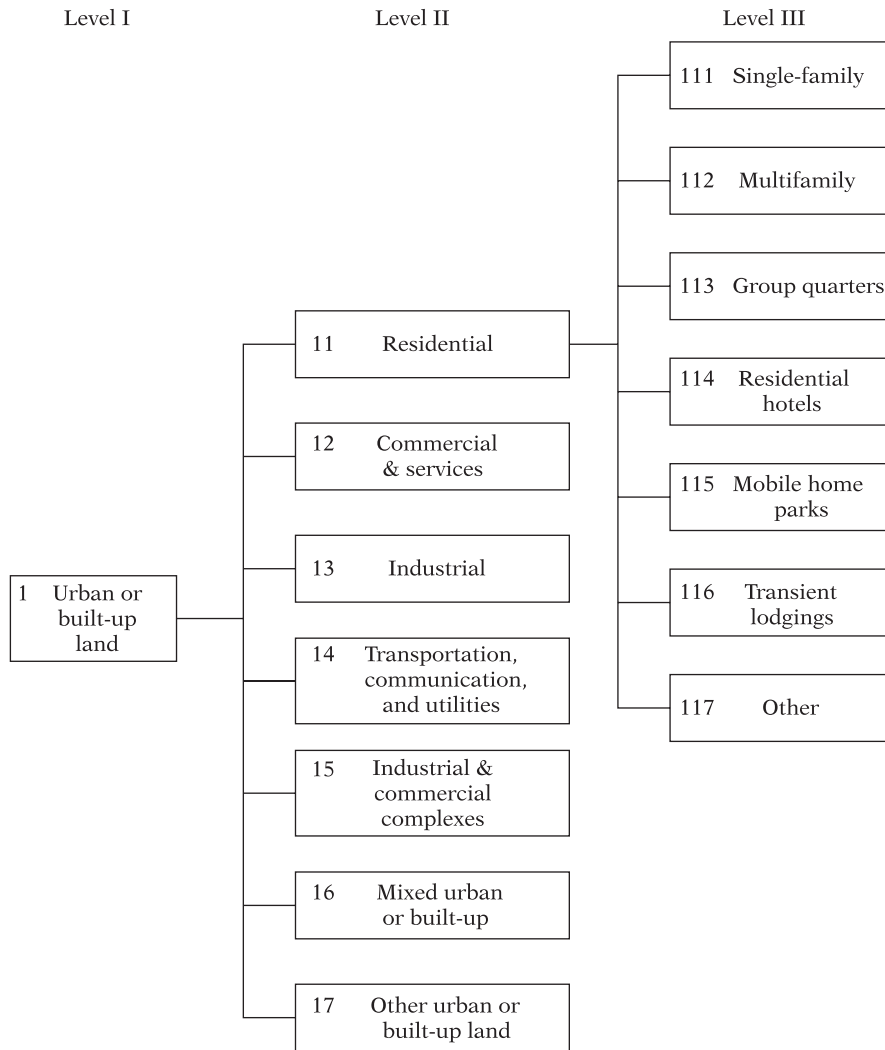 Level I
Level II
Level III
1 Urban or
built-up
land
11 Residential
12 Commercial
& services
13 Industrial
14 Transportation,
communication,
and utilities
15 Industrial &
commercial
complexes
16 Mixed urban
or built-up
17 Other urban or
built-up land
111 Single-family
112 Multifamily
113 Group quarters
114 Residential
hotels
115 Mobile home
parks
116 Transient
lodgings
117 Other